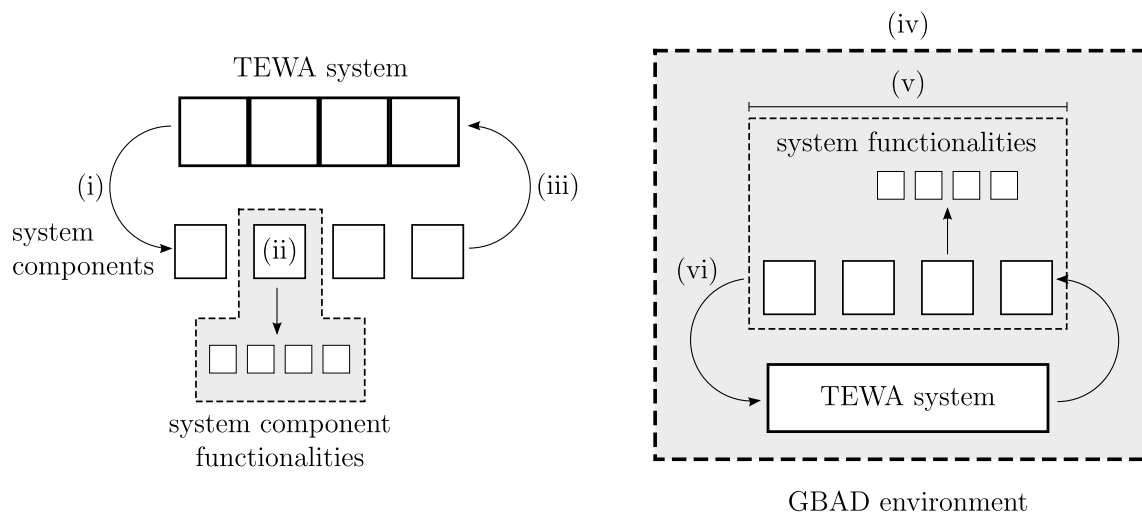 TEWA system
(i)
(iii)
system
components
(ii)
system component
functionalities
(iv)
(v)
system functionalities
(vi)
TEWA system
GBAD environment